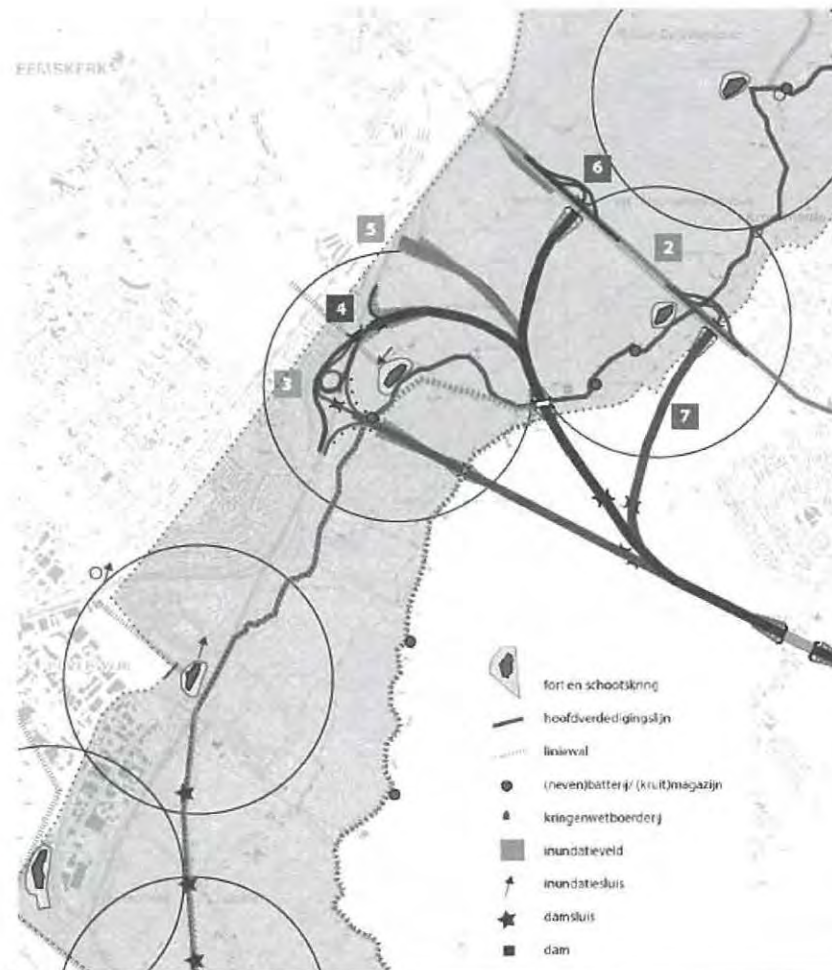 EEMSKERK
6
2
5
4
3
7
fort en schootskring
hoofdverdedigingslijn
liniewal
(neven)batterij/ (kruit)magazijn
kringenwetboerderij
inundatieveld
inundatiesluis
damsluis
dam